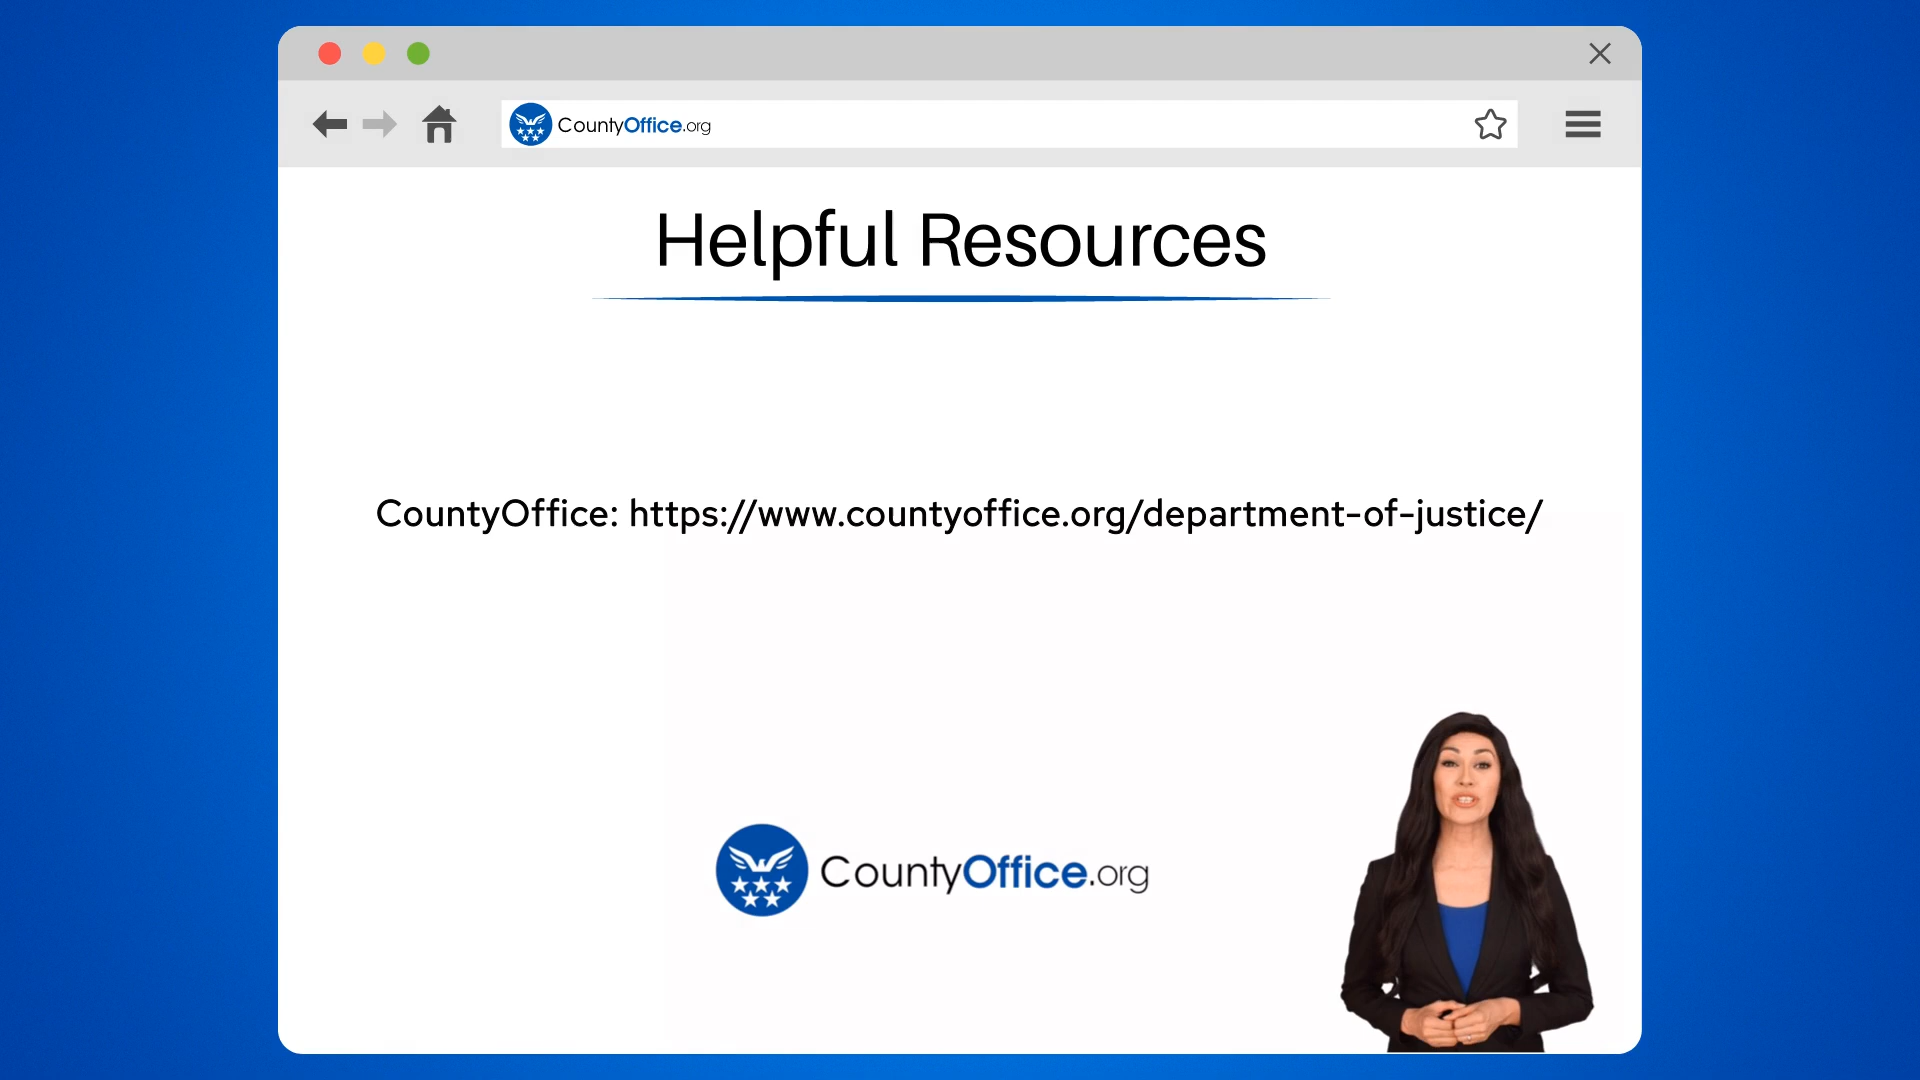 CountyOffice.org
Helpful Resources
CountyOffice: https://www.countyoffice.org/department-of-justice/
CountyOffice.org